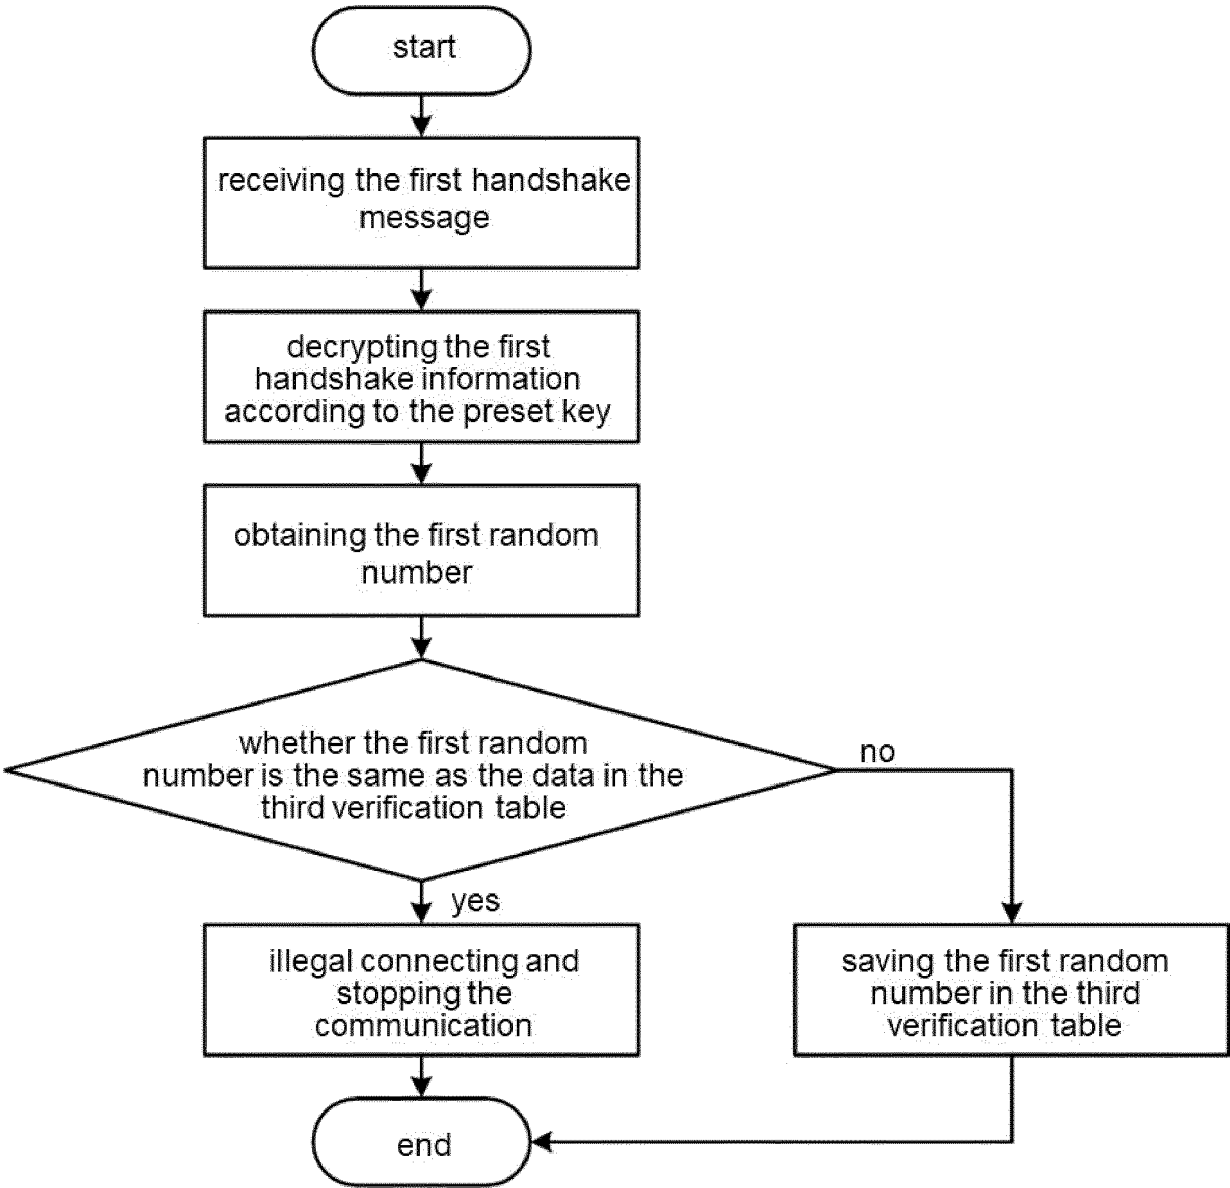 start
receiving the first handshake
message
decrypting the first
handshake information
according to the preset key
obtaining the first random
number
whether the first random
number is the same as the data in the
third verification table
no
yes
illegal connecting and
stopping the
communication
saving the first random
number in the third
verification table
end